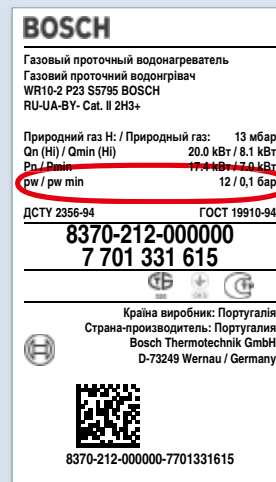 BOSCH
Газовый проточный водонагреватель
Газовий проточний водонгрівач
WR10-2 P23 S5795 BOSCH
RU-UA-BY- Cat. II 2H3+
Природний газ H: / Природный газ: 13 мбар
Qn (Hi) / Qmin (Hi) 20.0 кВт / 8.1 кВт
Pn / Pmin 17.4 кВт / 7.0 кВт
pw / pw min 12 / 0,1 бар
ДСТУ 2356-94 ГОСТ 19910-94
8370-212-000000
7 701 331 615
Країна виробник: Португалія
Страна-производитель: Португалия
Bosch Thermotechnik GmbH
D-73249 Wernau / Germany
8370-212-000000-7701331615